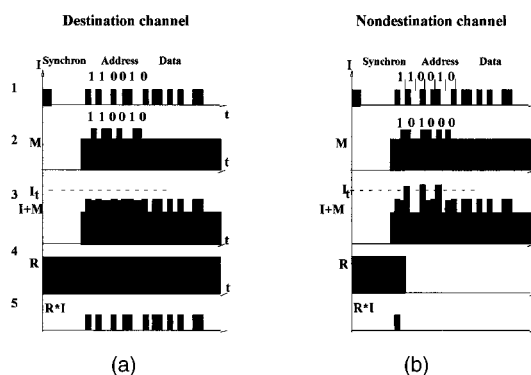 Destination channel
Nondestination channel
I
Synchron Address Data
I
Synchron Address Data
1
1 1 0 0 1 0
t
1 1 0 0 1 0
t
2
M
1 1 0 0 1 0
t
M
1 0 1 0 0 0
t
3
It
I+M
It
I+M
4
R
t
R
5
R*I
R*I
(a)
(b)